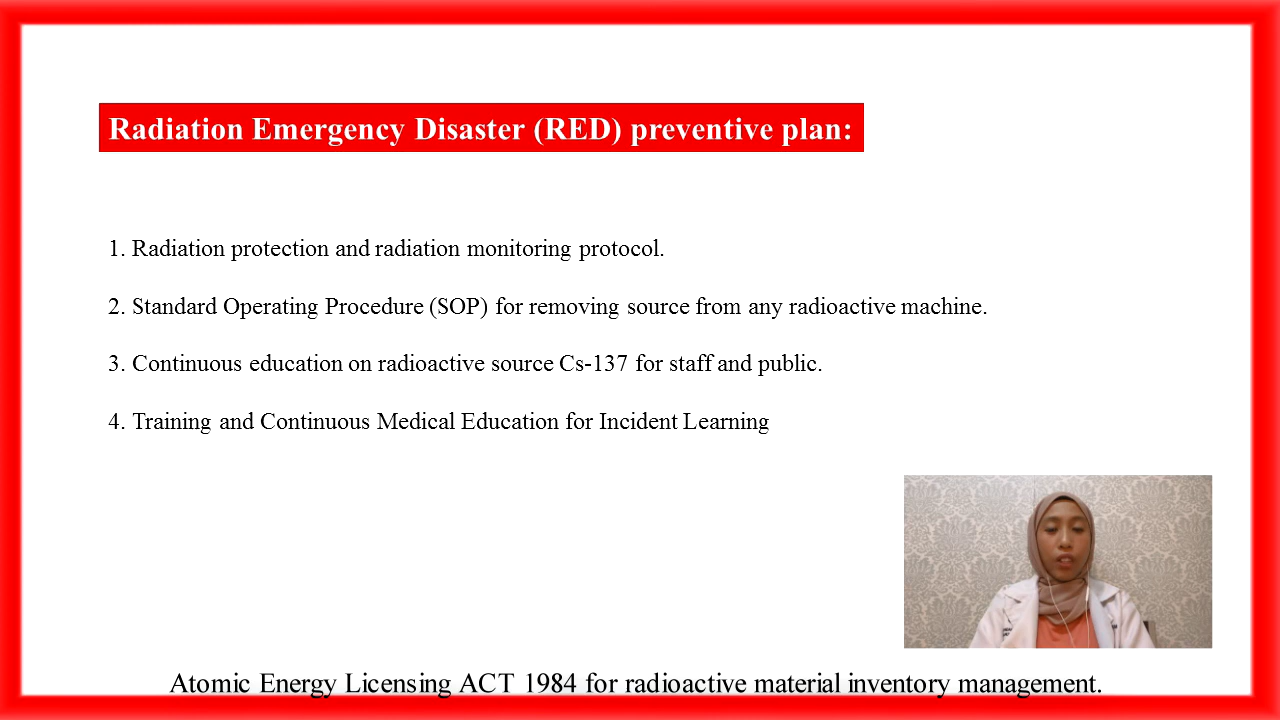 Radiation Emergency Disaster (RED) preventive plan:
1. Radiation protection and radiation monitoring protocol.
2. Standard Operating Procedure (SOP) for removing source from any radioactive machine.
3. Continuous education on radioactive source Cs-137 for staff and public.
4. Training and Continuous Medical Education for Incident Learning
Atomic Energy Licensing ACT 1984 for radioactive material inventory management.